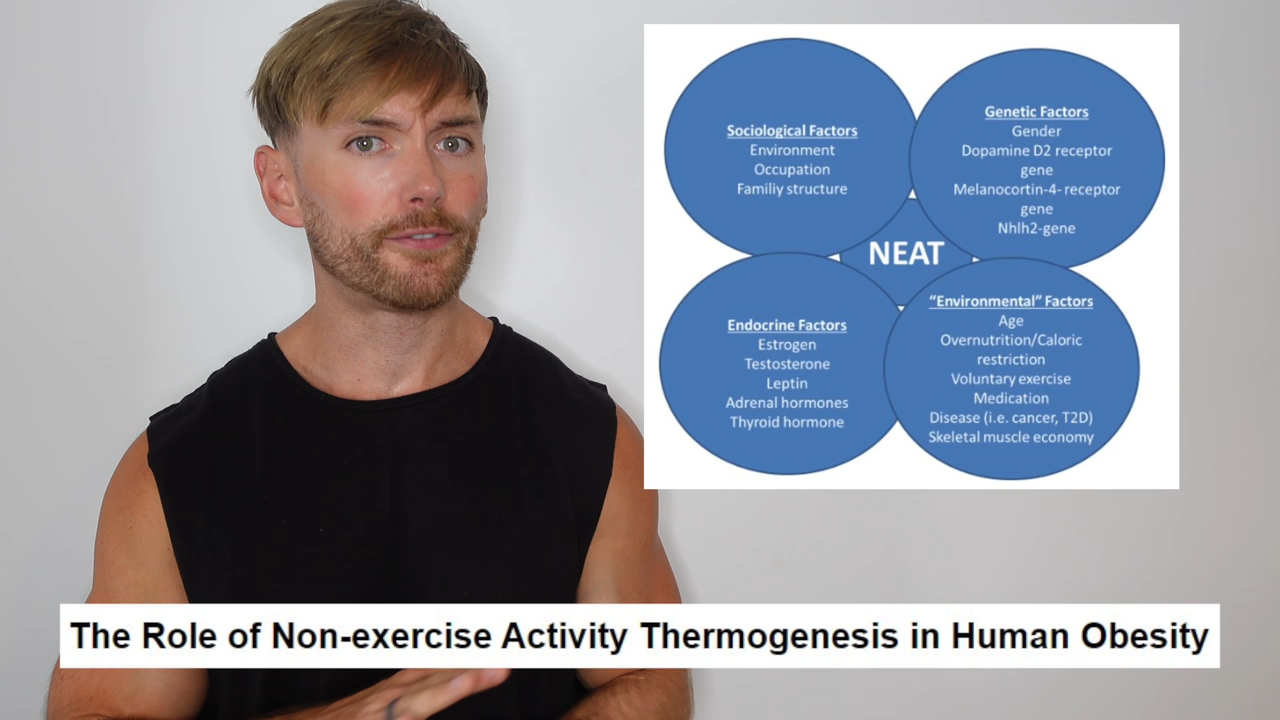 Sociological Factors
Environment
Occupation
Familiy structure
Genetic Factors
Gender
Dopamine D2 receptor
gene
Melanocortin-4- receptor
gene
Nhlh2-gene
NEAT
Endocrine Factors
Estrogen
Testosterone
Leptin
Adrenal hormones
Thyroid hormone
“Environmental” Factors
Age
Overnutrition/Caloric
restriction
Voluntary exercise
Medication
Disease (i.e. cancer, T2D)
Skeletal muscle economy
The Role of Non-exercise Activity Thermogenesis in Human Obesity